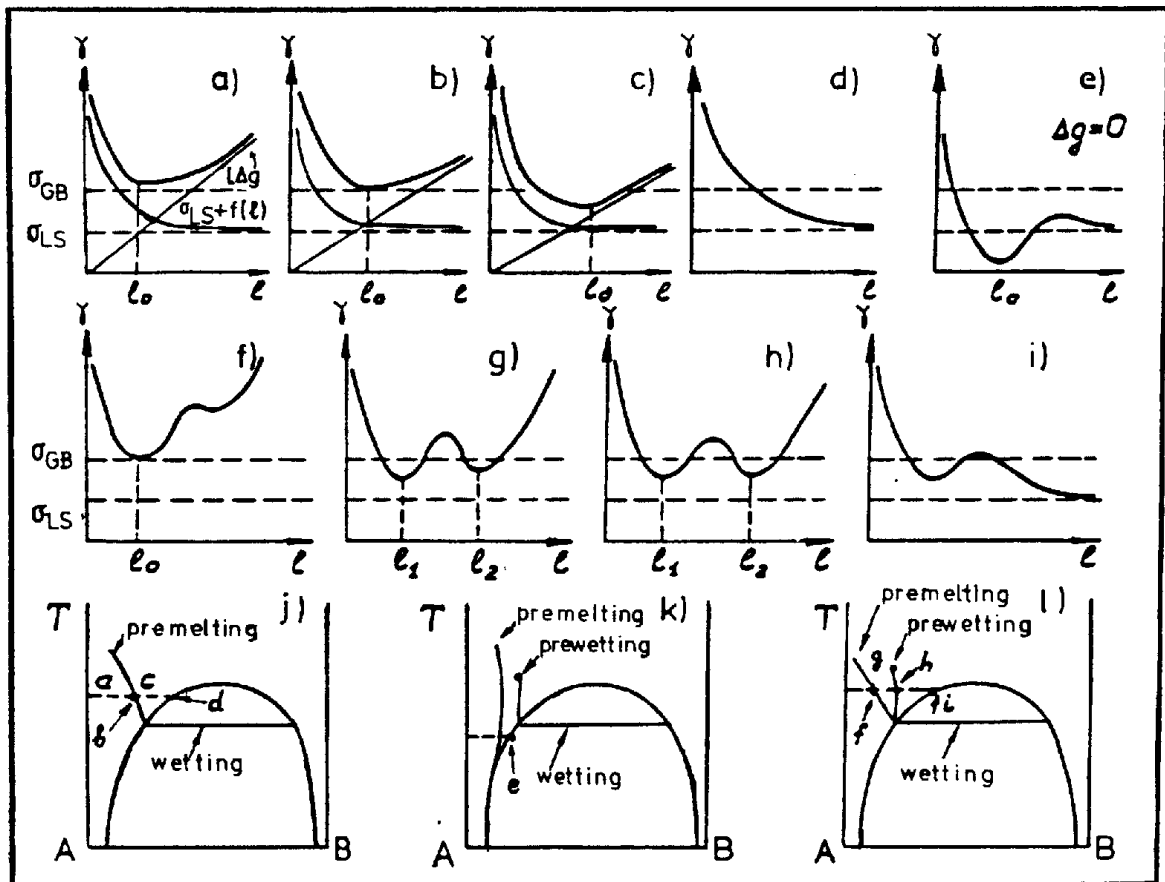 γ a) γ b) γ c) γ d) γ e)
Δg=0
lΔg
σGB
σLS+f(l)
σLS
l₀ l l₀ l l₀ l l l₀ l
γ f) γ g) γ h) γ i)
σGB
σLS
l₀ l l₁ l₂ l l₁ l₂ l l
T j) T k) T l)
premelting
a c
b d
wetting
A B
premelting
prewetting
e
wetting
A B
premelting
prewetting
g h
f i
wetting
A B